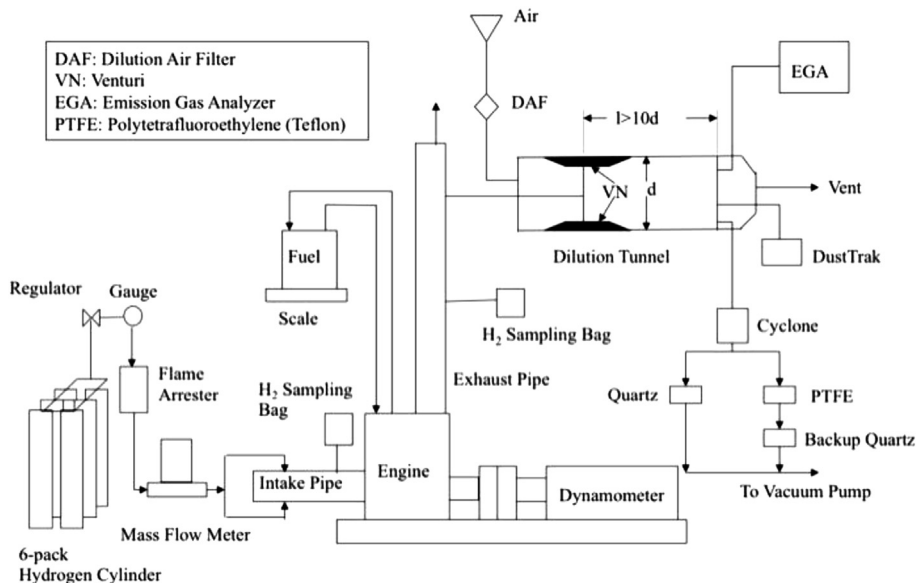 Air
DAF: Dilution Air Filter
VN: Venturi
EGA: Emission Gas Analyzer
PTFE: Polytetrafluoroethylene (Teflon)
EGA
DAF
l>10d
VN
d
Vent
Dilution Tunnel
DustTrak
Fuel
Scale
Regulator
Gauge
H₂ Sampling Bag
Cyclone
Flame
Arrester
H₂ Sampling
Bag
Exhaust Pipe
Quartz
PTFE
Backup Quartz
Engine
Intake Pipe
Dynamometer
To Vacuum Pump
Mass Flow Meter
6-pack
Hydrogen Cylinder